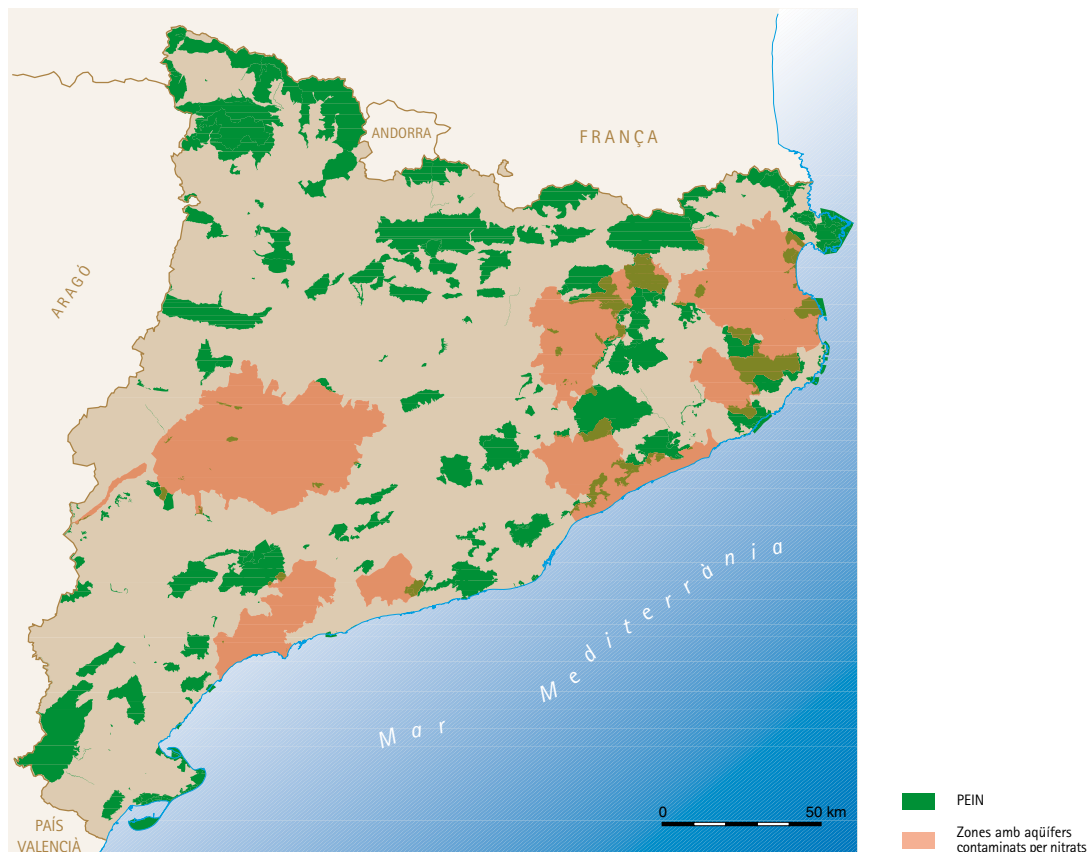 ANDORRA
FRANÇA
ARAGÓ
Mar Mediterrània
0 50 km
PEIN
Zones amb aqüífers
contaminats per nitrats
PAÍS
VALENCIÀ